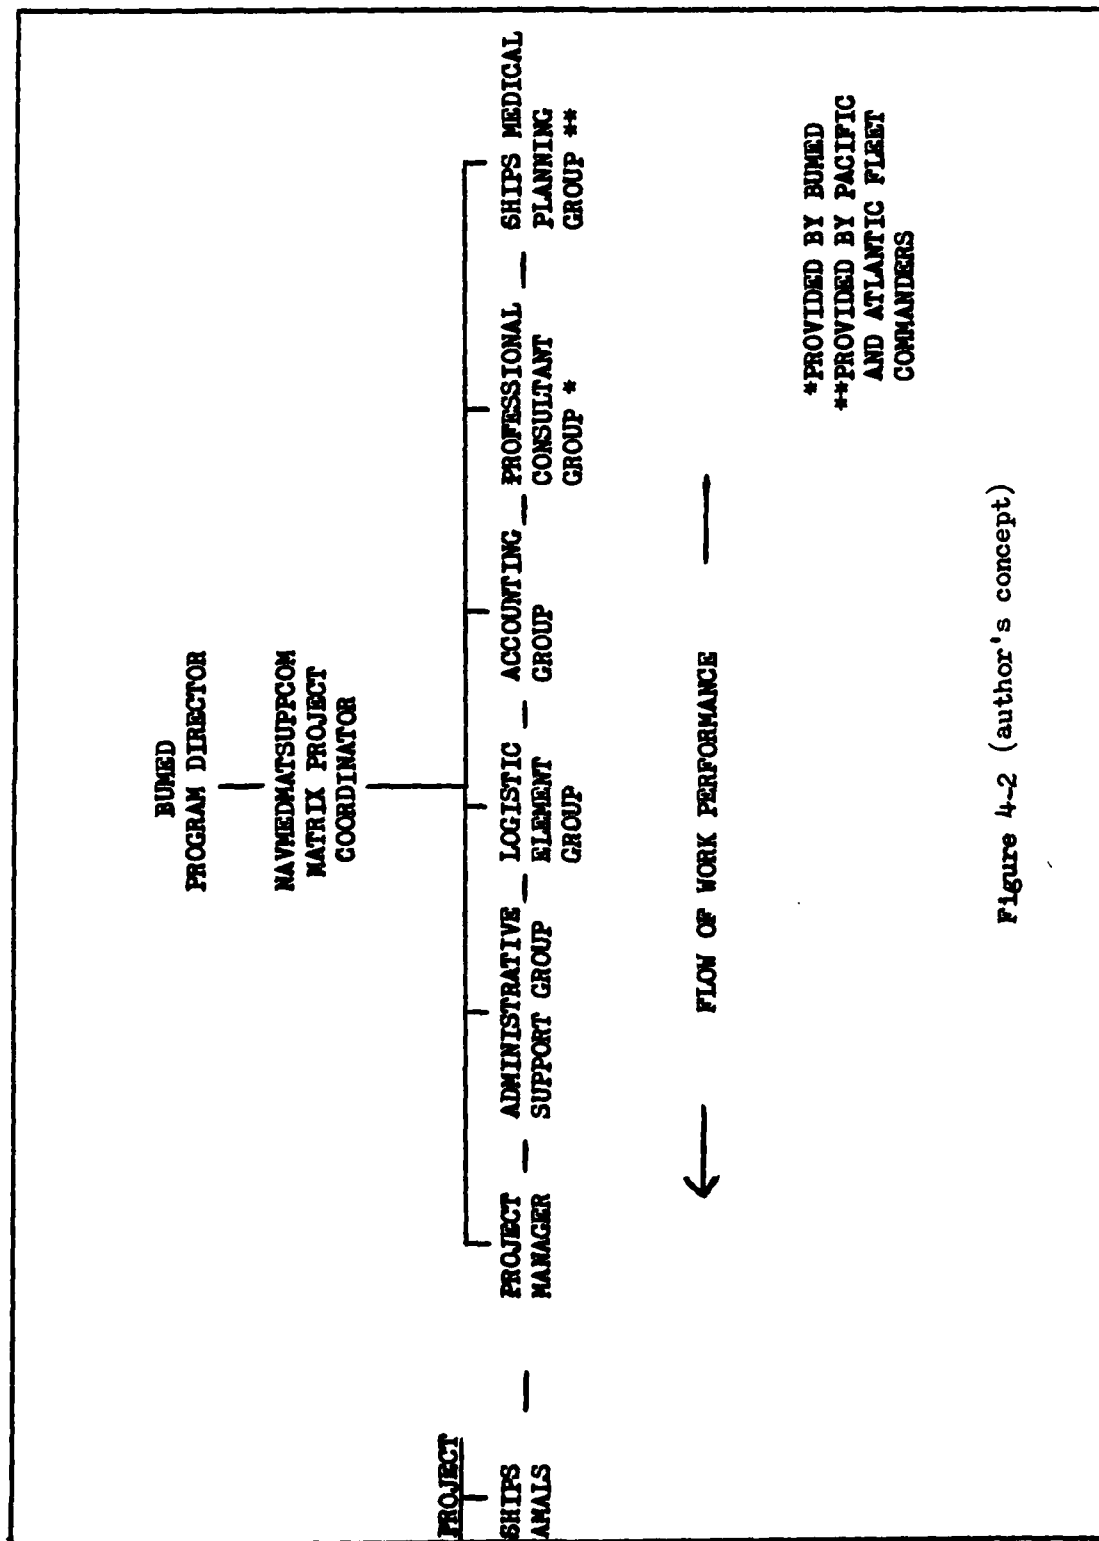 BUMED
PROGRAM DIRECTOR
NAVMEDMATSUPPCOM
MATRIX PROJECT
COORDINATOR
PROJECT
SHIPS
AMALS
PROJECT
MANAGER
ADMINISTRATIVE
SUPPORT GROUP
LOGISTIC
ELEMENT
GROUP
ACCOUNTING
GROUP
PROFESSIONAL
CONSULTANT
GROUP *
SHIPS MEDICAL
PLANNING
GROUP **
FLOW OF WORK PERFORMANCE
*PROVIDED BY BUMED
**PROVIDED BY PACIFIC
AND ATLANTIC FLEET
COMMANDERS
Figure 4-2 (author's concept)